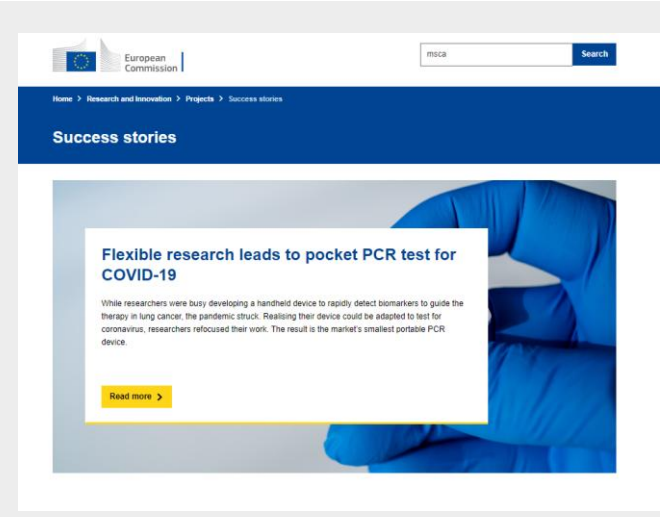 European
Commission
msca
Search
Home > Research and Innovation > Projects > Success stories
Success stories
Flexible research leads to pocket PCR test for
COVID-19
While researchers were busy developing a handheld device to rapidly detect biomarkers to guide the
therapy in lung cancer, the pandemic struck. Realising their device could be adapted to test for
coronavirus, researchers refocused their work. The result is the market's smallest portable PCR
device.
Read more >